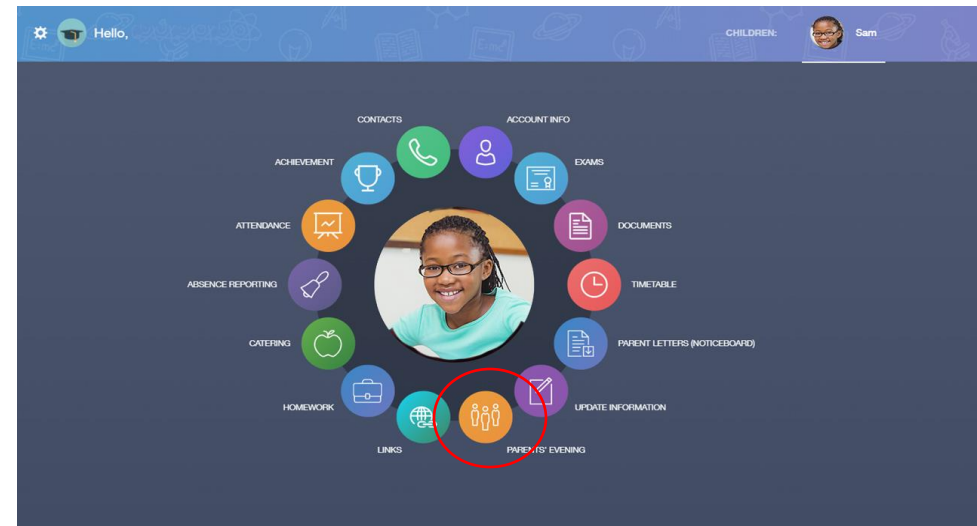 Hello,
CHILDREN:
Sam
CONTACTS
ACCOUNT INFO
ACHIEVEMENT
EXAMS
ATTENDANCE
DOCUMENTS
ABSENCE REPORTING
TIMETABLE
CATERING
PARENT LETTERS (NOTICEBOARD)
HOMEWORK
UPDATE INFORMATION
LINKS
PARENTS' EVENING